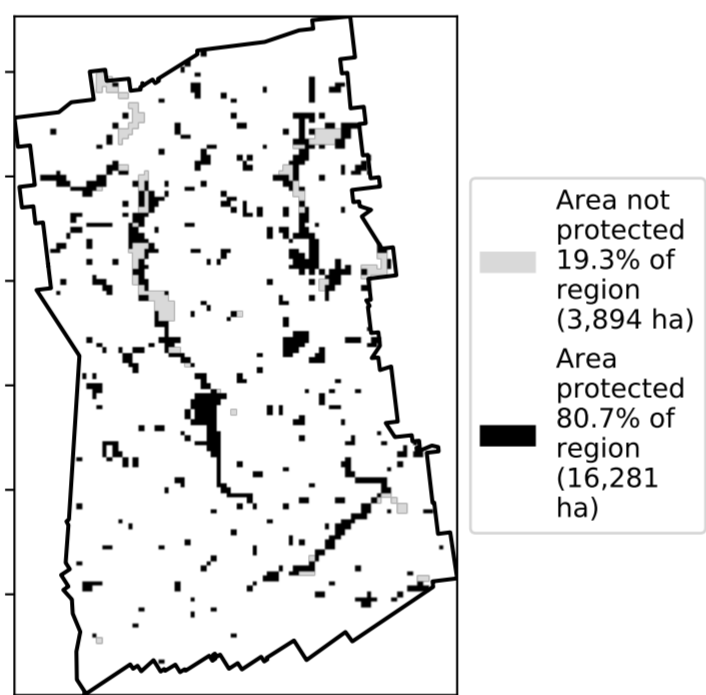 Area not
protected
19.3% of
region
(3,894 ha)
Area
protected
80.7% of
region
(16,281
ha)